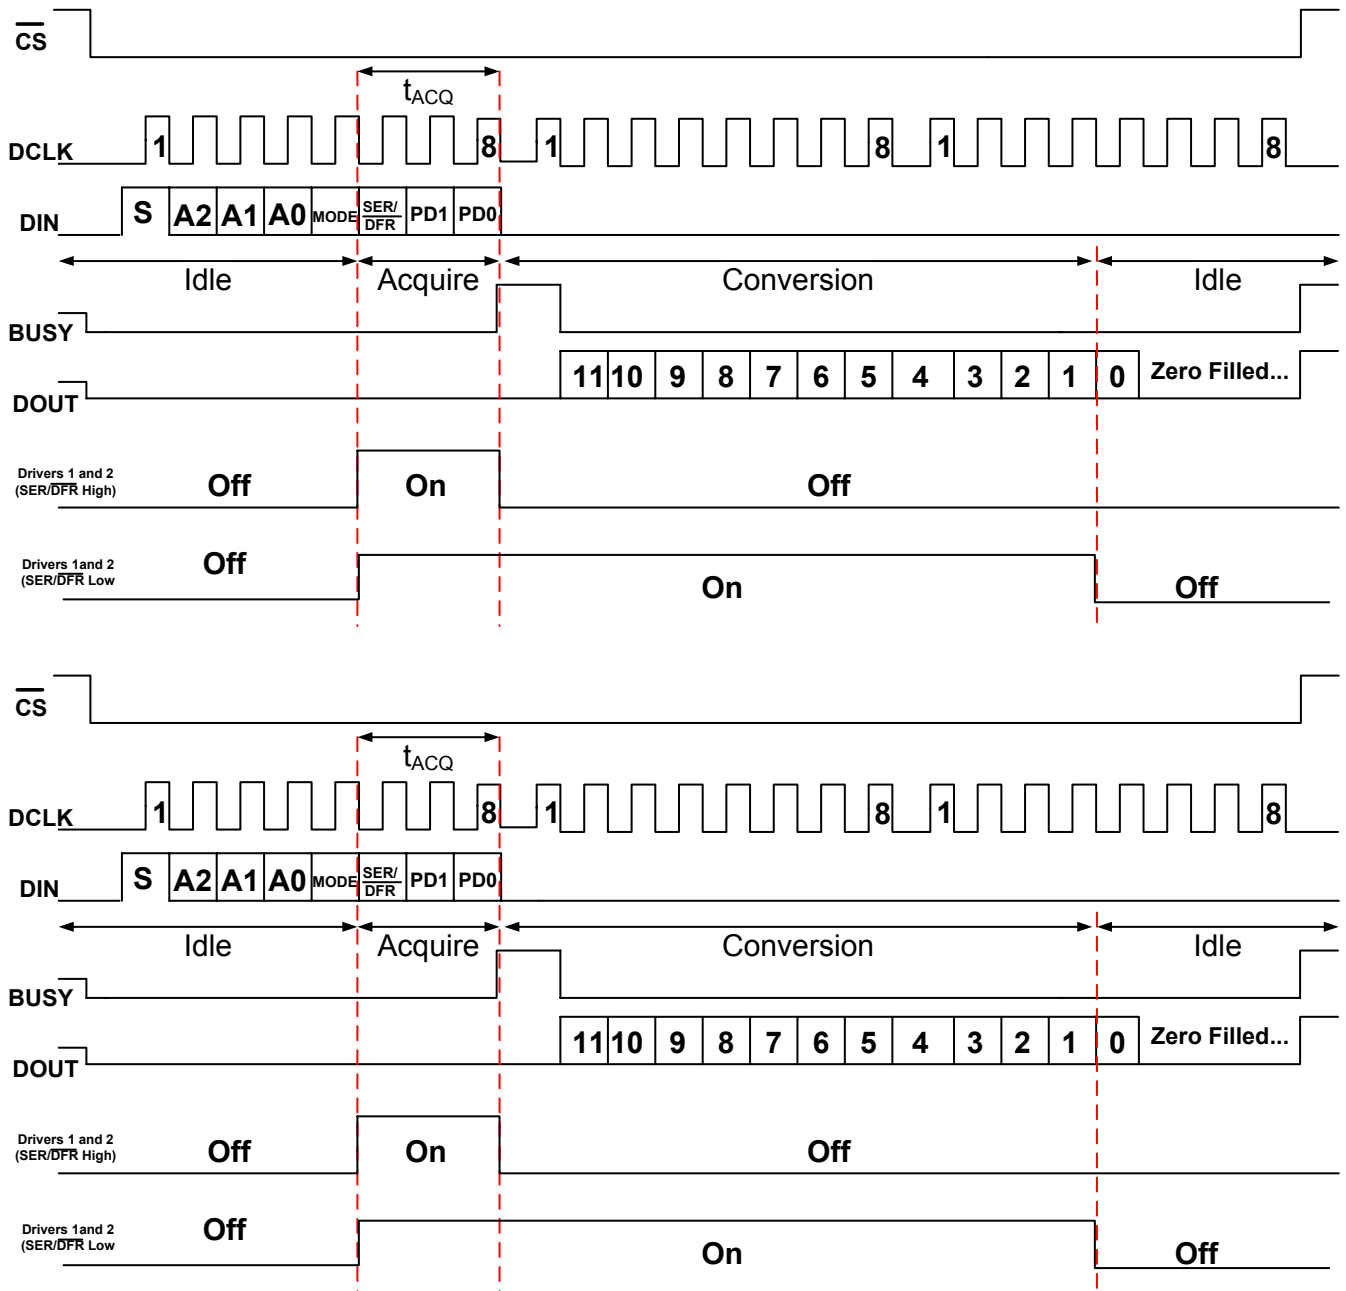 CS
tACQ
DCLK 1 8 1 8 1 8
DIN S A2 A1 A0 MODE SER/DFR PD1 PD0
Idle Acquire Conversion Idle
BUSY
DOUT 11 10 9 8 7 6 5 4 3 2 1 0 Zero Filled...
Drivers 1 and 2
(SER/DFR High) Off On Off
Drivers 1and 2
(SER/DFR Low Off On Off
CS
tACQ
DCLK 1 8 1 8 1 8
DIN S A2 A1 A0 MODE SER/DFR PD1 PD0
Idle Acquire Conversion Idle
BUSY
DOUT 11 10 9 8 7 6 5 4 3 2 1 0 Zero Filled...
Drivers 1 and 2
(SER/DFR High) Off On Off
Drivers 1and 2
(SER/DFR Low Off On Off